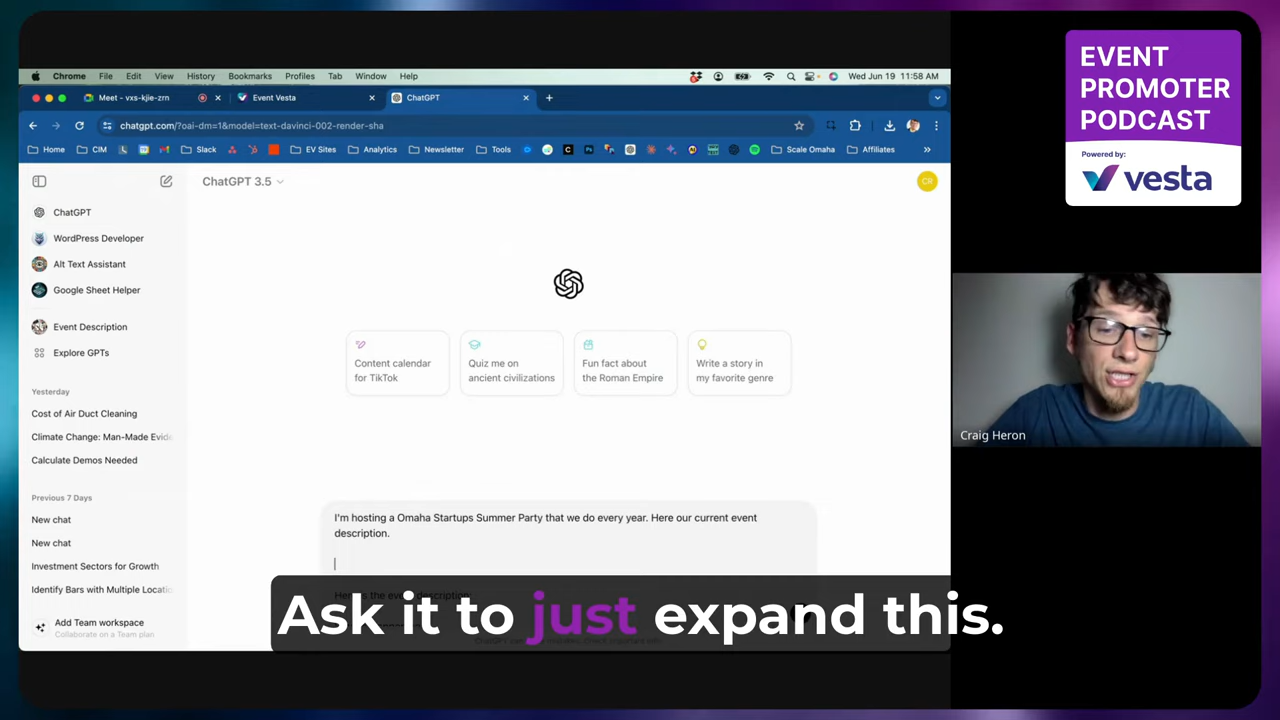 Chrome File Edit View History Bookmarks Profiles Tab Window Help
Wed Jun 19 11:58 AM
Meet - vxs-kjie-zrn
Event Vesta
ChatGPT
chatgpt.com/?oai-dm=1&model=text-davinci-002-render-sha
Home CIM Slack EV Sites Analytics Newsletter Tools Scale Omaha Affiliates
ChatGPT 3.5
CR
ChatGPT
WordPress Developer
Alt Text Assistant
Google Sheet Helper
Event Description
Explore GPTs
Yesterday
Cost of Air Duct Cleaning
Climate Change: Man-Made Evide
Calculate Demos Needed
Previous 7 Days
New chat
New chat
Investment Sectors for Growth
Identify Bars with Multiple Locatio
Add Team workspace
Collaborate on a Team plan
Content calendar
for TikTok
Quiz me on
ancient civilizations
Fun fact about
the Roman Empire
Write a story in
my favorite genre
I'm hosting a Omaha Startups Summer Party that we do every year. Here our current event
description.
Ask it to just expand this.
EVENT
PROMOTER
PODCAST
Powered by:
vesta
Craig Heron